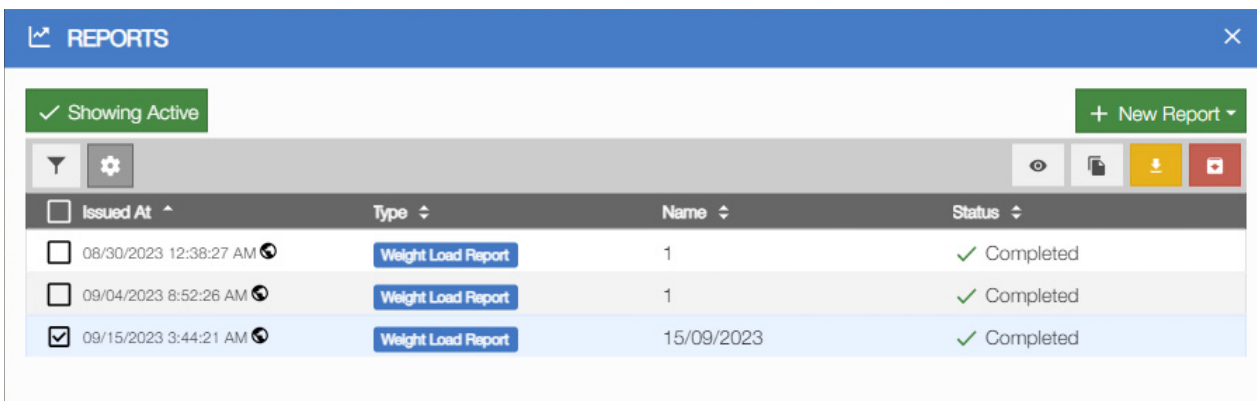 REPORTS
Showing Active
New Report
Issued At Type Name Status
08/30/2023 12:38:27 AM Weight Load Report 1 Completed
09/04/2023 8:52:26 AM Weight Load Report 1 Completed
09/15/2023 3:44:21 AM Weight Load Report 15/09/2023 Completed